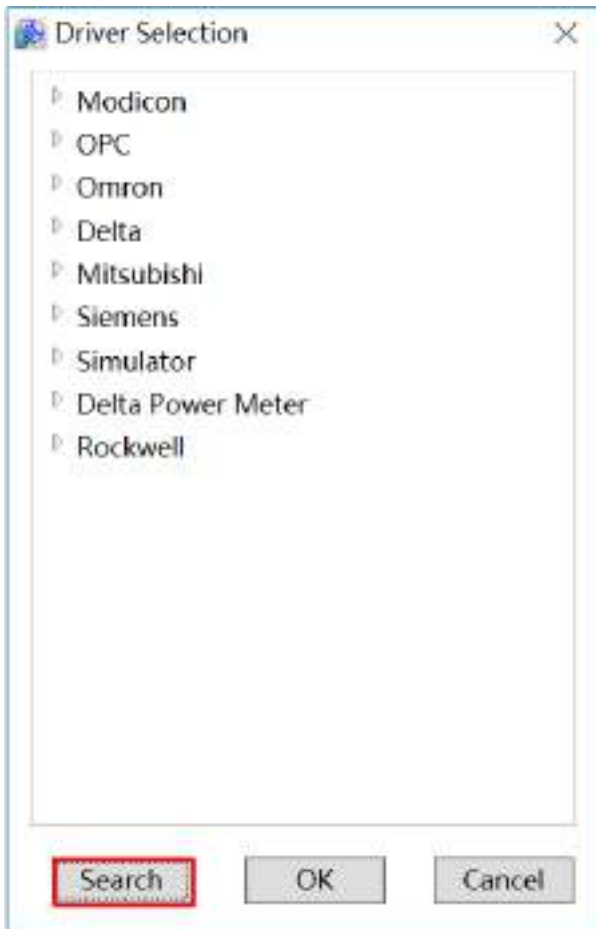 Driver Selection
Modicon
OPC
Omron
Delta
Mitsubishi
Siemens
Simulator
Delta Power Meter
Rockwell
Search OK Cancel